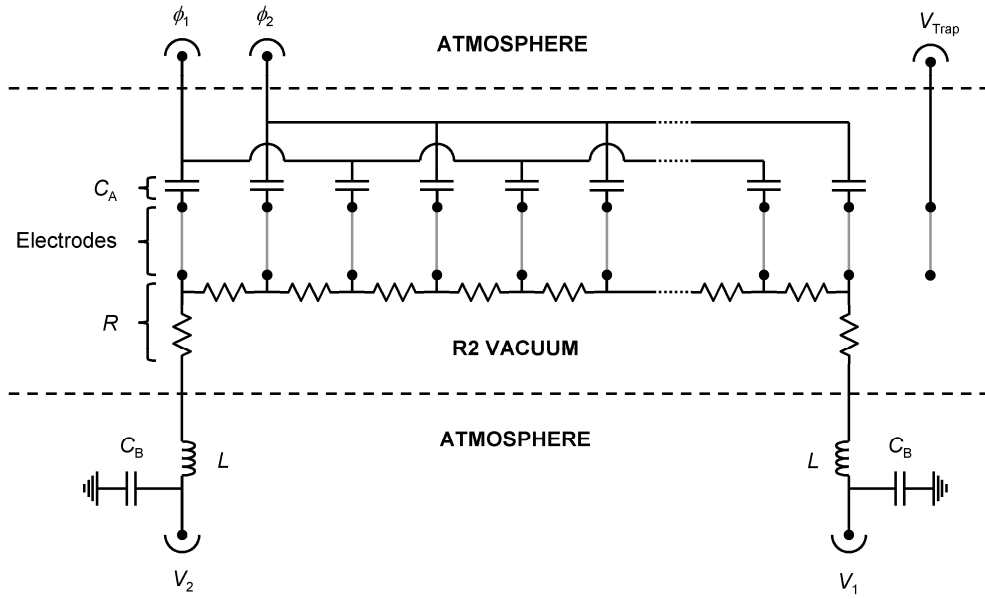 ϕ1 ϕ2 VTrap
ATMOSPHERE
CA
Electrodes
R
R2 VACUUM
ATMOSPHERE
CB L L CB
V2 V1